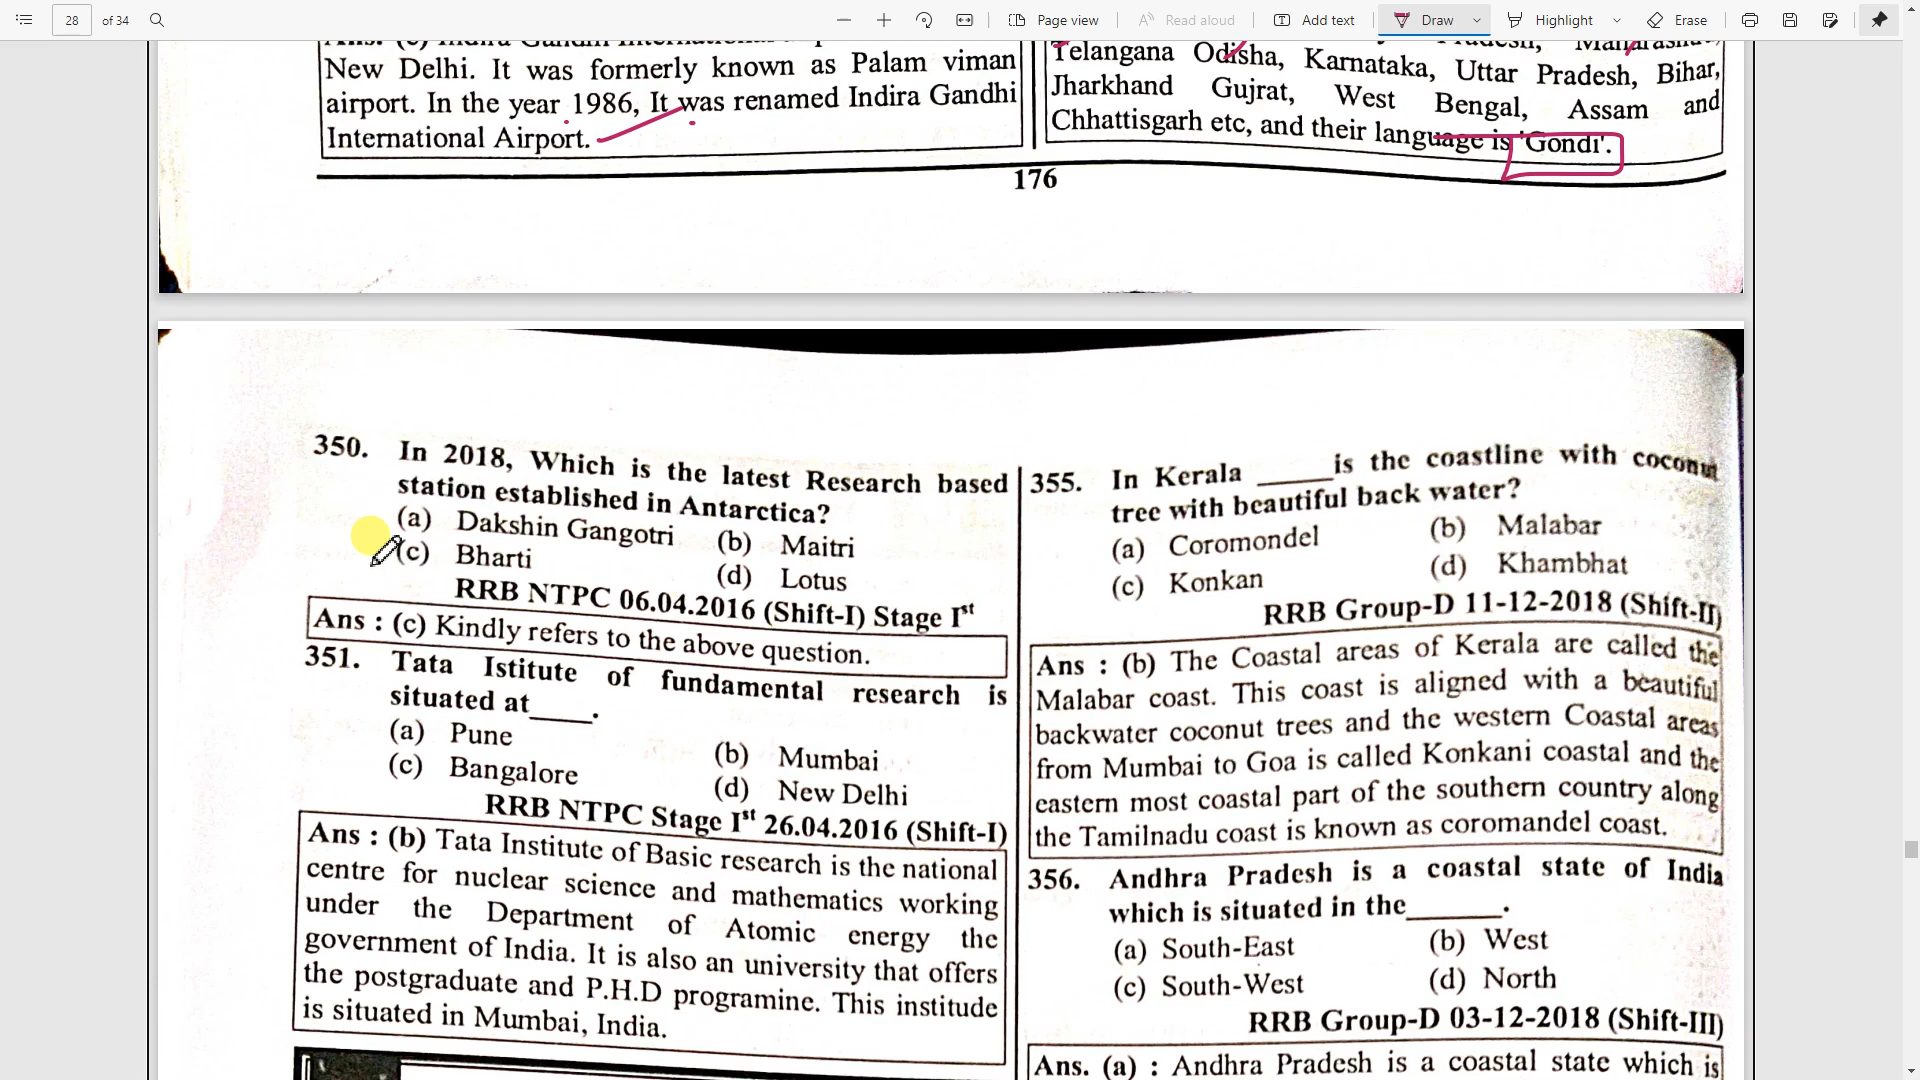 28 of 34
Page view
Read aloud
Add text
Draw
Highlight
Erase
New Delhi. It was formerly known as Palam viman
airport. In the year 1986, It was renamed Indira Gandhi
International Airport.
Telangana Odisha, Karnataka, Uttar Pradesh, Bihar,
Jharkhand Gujrat, West Bengal, Assam and
Chhattisgarh etc, and their language is 'Gondi'.
176
350. In 2018, Which is the latest Research based
station established in Antarctica?
(a) Dakshin Gangotri (b) Maitri
(c) Bharti (d) Lotus
RRB NTPC 06.04.2016 (Shift-I) Stage Ist
Ans : (c) Kindly refers to the above question.
351. Tata Istitute of fundamental research is
situated at____.
(a) Pune (b) Mumbai
(c) Bangalore (d) New Delhi
RRB NTPC Stage Ist 26.04.2016 (Shift-I)
Ans : (b) Tata Institute of Basic research is the national
centre for nuclear science and mathematics working
under the Department of Atomic energy the
government of India. It is also an university that offers
the postgraduate and P.H.D programine. This institude
is situated in Mumbai, India.
355. In Kerala _____is the coastline with coconut
tree with beautiful back water?
(a) Coromondel (b) Malabar
(c) Konkan (d) Khambhat
RRB Group-D 11-12-2018 (Shift-II)
Ans : (b) The Coastal areas of Kerala are called the
Malabar coast. This coast is aligned with a beautiful
backwater coconut trees and the western Coastal areas
from Mumbai to Goa is called Konkani coastal and the
eastern most coastal part of the southern country along
the Tamilnadu coast is known as coromandel coast.
356. Andhra Pradesh is a coastal state of India
which is situated in the______.
(a) South-East (b) West
(c) South-West (d) North
RRB Group-D 03-12-2018 (Shift-III)
Ans. (a) : Andhra Pradesh is a coastal state which is